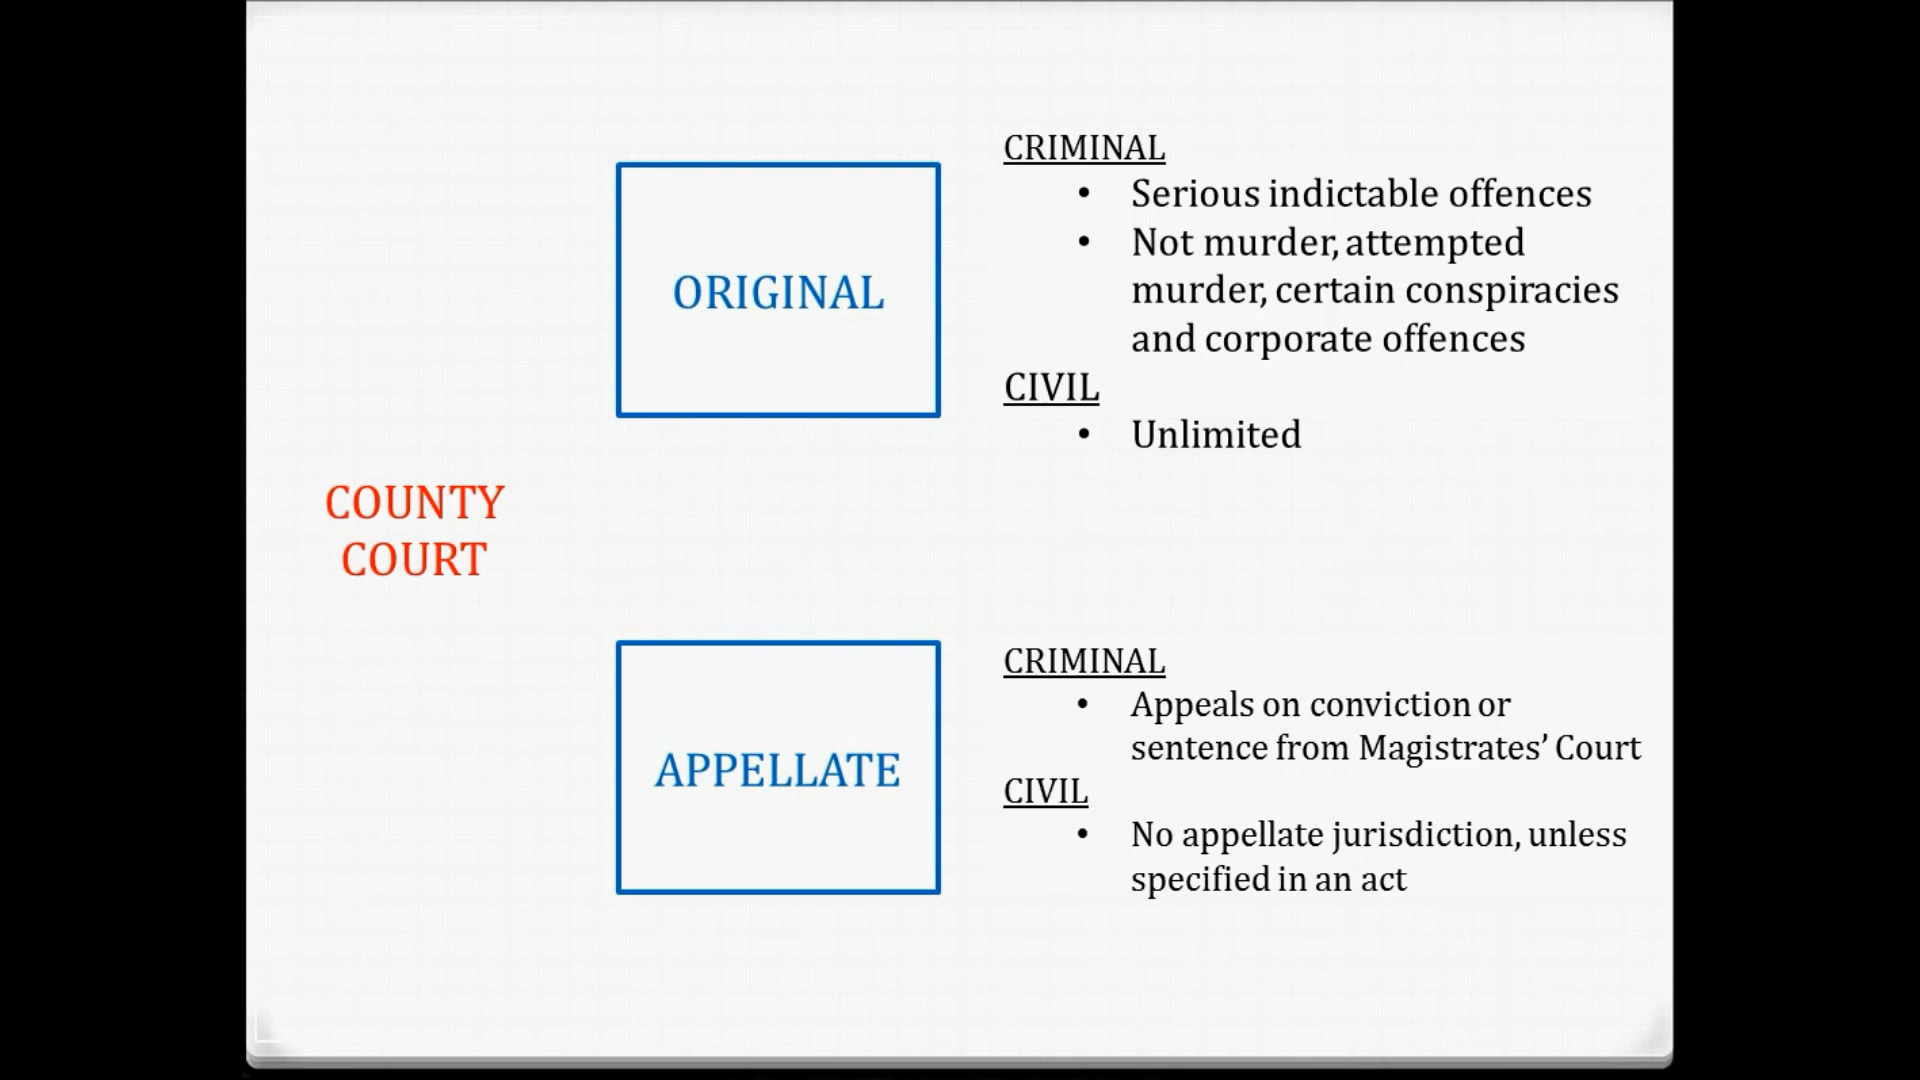 COUNTY
COURT
ORIGINAL
CRIMINAL
• Serious indictable offences
• Not murder, attempted
murder, certain conspiracies
and corporate offences
CIVIL
• Unlimited
APPELLATE
CRIMINAL
• Appeals on conviction or
sentence from Magistrates’ Court
CIVIL
• No appellate jurisdiction, unless
specified in an act